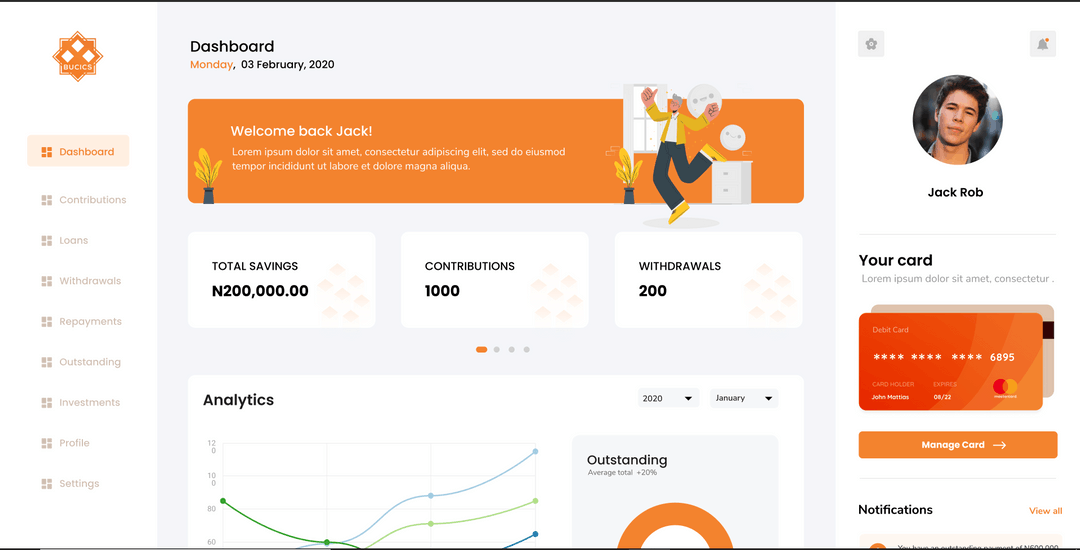 BUCICS
Dashboard
Contributions
Loans
Withdrawals
Repayments
Outstanding
Investments
Profile
Settings
Dashboard
Monday, 03 February, 2020
Welcome back Jack!
Lorem ipsum dolor sit amet, consectetur adipiscing elit, sed do eiusmod
tempor incididunt ut labore et dolore magna aliqua.
TOTAL SAVINGS
N200,000.00
CONTRIBUTIONS
1000
WITHDRAWALS
200
Analytics
2020
January
12
0
10
0
80
60
Outstanding
Average total +20%
Jack Rob
Your card
Lorem ipsum dolor sit amet, consectetur .
Debit Card
**** **** **** 6895
CARD HOLDER
EXPIRES
John Mattias
08/22
mastercard
Manage Card
Notifications
View all
You have an outstanding payment of N500,000